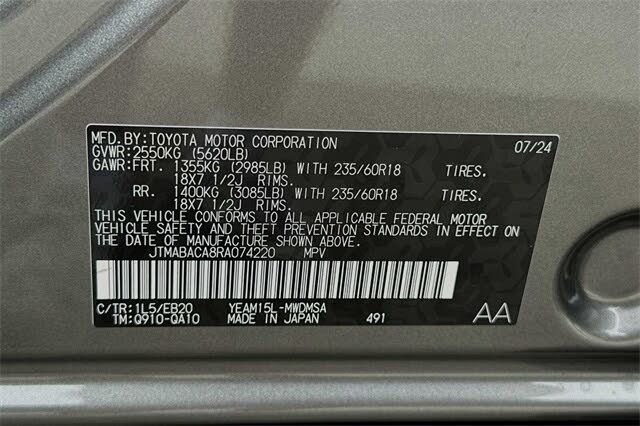 MFD.BY:TOYOTA MOTOR CORPORATION 07/24
GVWR:2550KG (5620LB)
GAWR:FRT. 1355KG (2985LB) WITH 235/60R18 TIRES.
18X7 1/2J RIMS.
RR. 1400KG (3085LB) WITH 235/60R18 TIRES.
18X7 1/2J RIMS.
THIS VEHICLE CONFORMS TO ALL APPLICABLE FEDERAL MOTOR
VEHICLE SAFETY AND THEFT PREVENTION STANDARDS IN EFFECT ON
THE DATE OF MANUFACTURE SHOWN ABOVE.
JTMABACA8RA074220 MPV
C/TR:1L5/EB20 YEAM15L-MWDMSA
TM:Q910-QA10 MADE IN JAPAN 491 AA